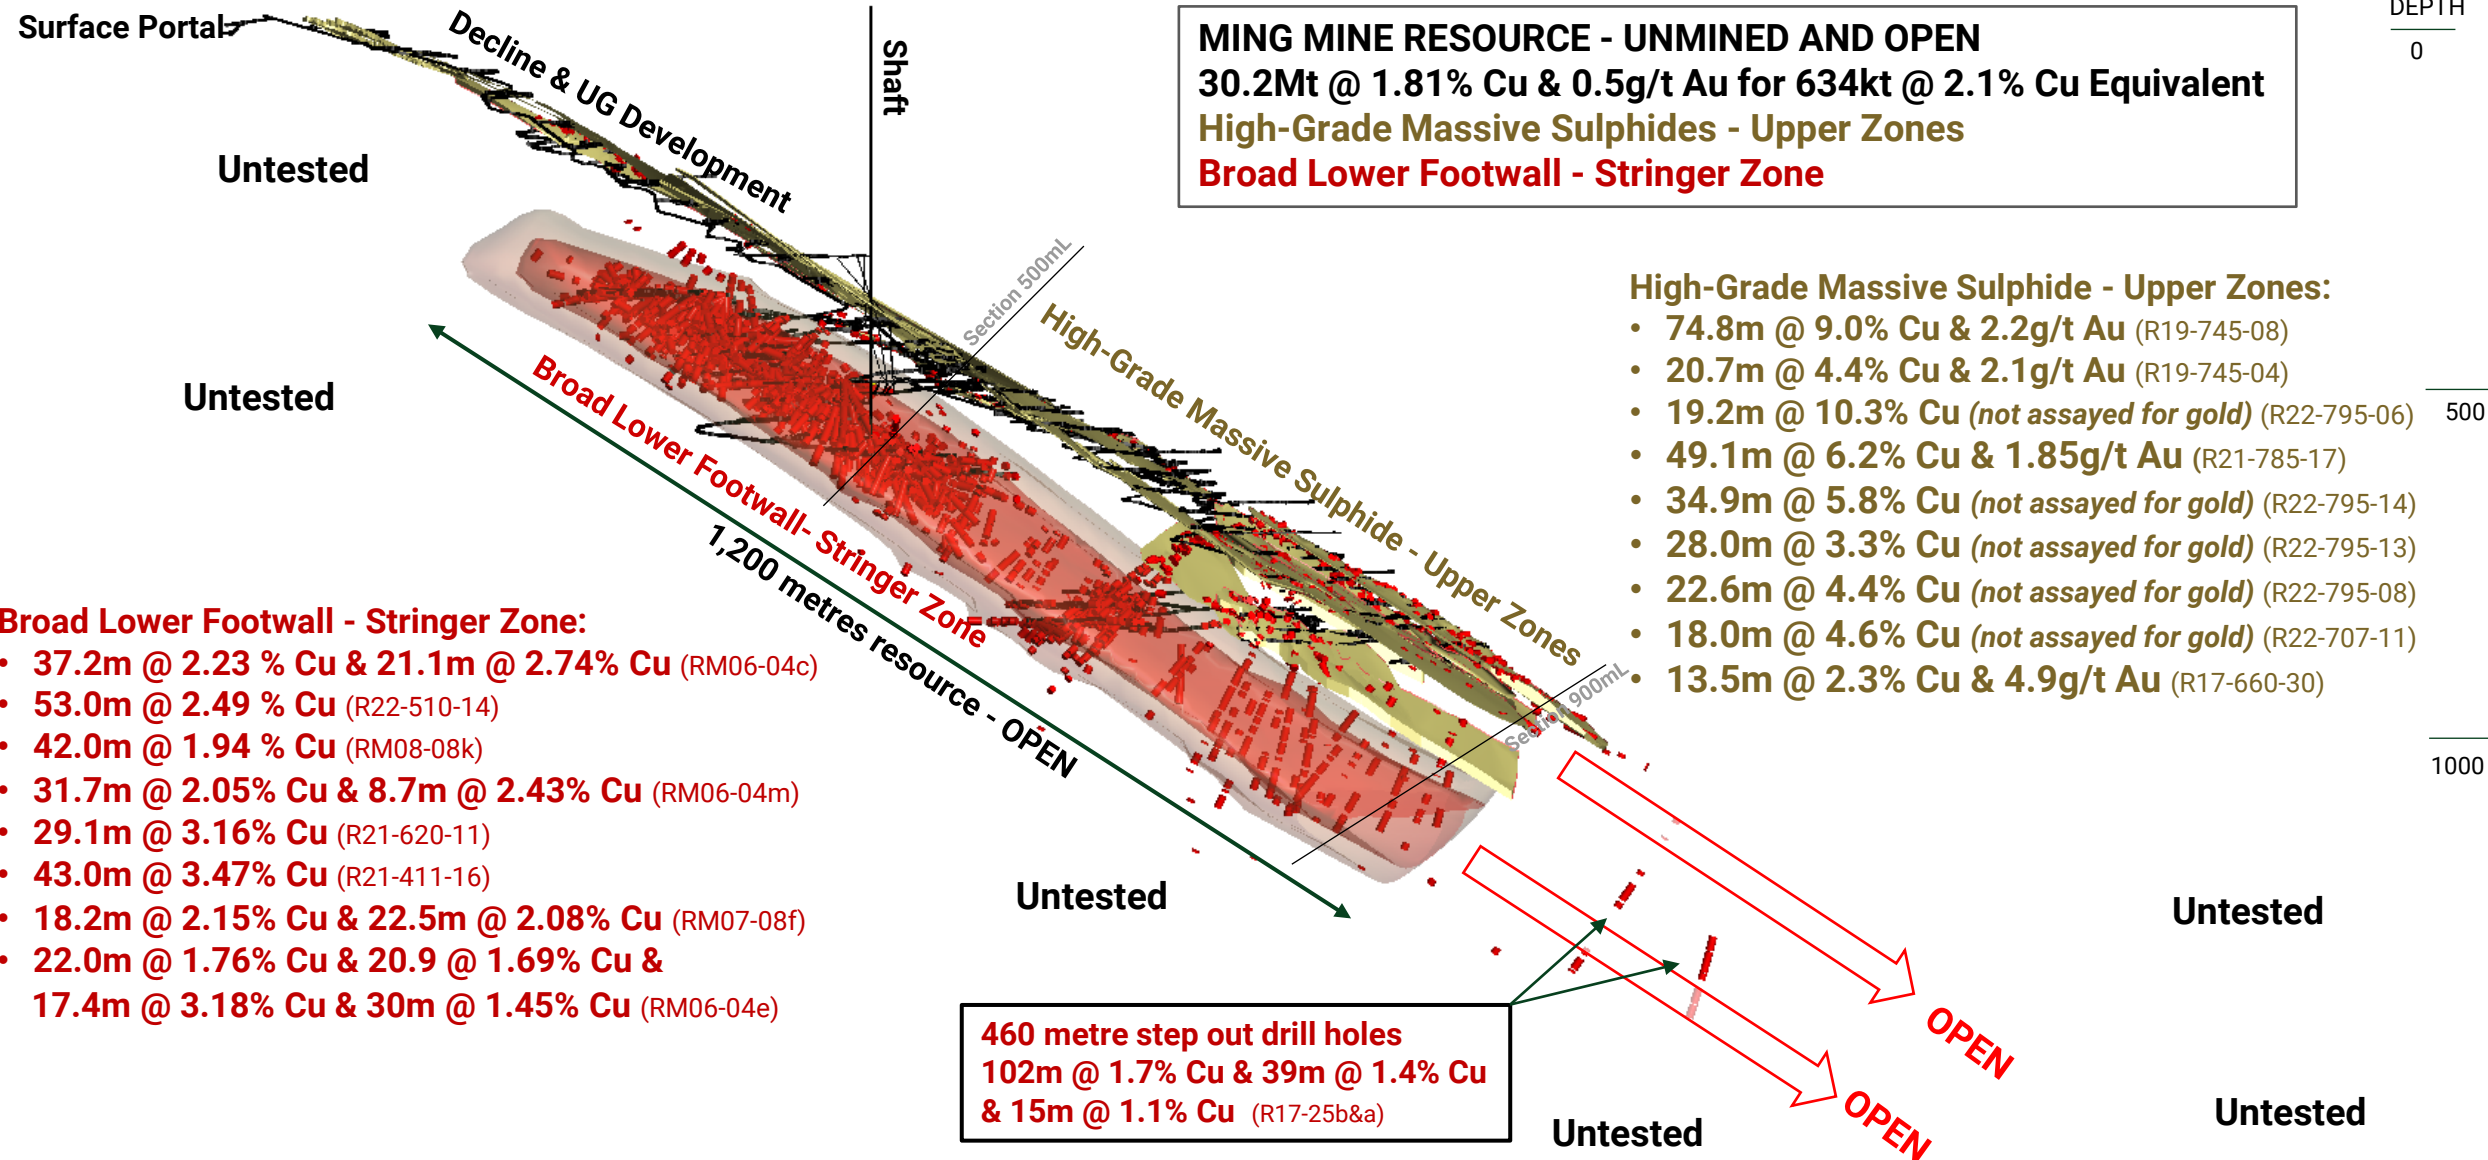 Surface Portal
Decline & UG Development
Shaft
MING MINE RESOURCE - UNMINED AND OPEN
30.2Mt @ 1.81% Cu & 0.5g/t Au for 634kt @ 2.1% Cu Equivalent
High-Grade Massive Sulphides - Upper Zones
Broad Lower Footwall - Stringer Zone
DEPTH
0
500
1000
Untested
Untested
Section 500mL
High-Grade Massive Sulphide - Upper Zones
Broad Lower Footwall- Stringer Zone
1,200 metres resource - OPEN
Section 900mL
High-Grade Massive Sulphide - Upper Zones:
• 74.8m @ 9.0% Cu & 2.2g/t Au (R19-745-08)
• 20.7m @ 4.4% Cu & 2.1g/t Au (R19-745-04)
• 19.2m @ 10.3% Cu (not assayed for gold) (R22-795-06)
• 49.1m @ 6.2% Cu & 1.85g/t Au (R21-785-17)
• 34.9m @ 5.8% Cu (not assayed for gold) (R22-795-14)
• 28.0m @ 3.3% Cu (not assayed for gold) (R22-795-13)
• 22.6m @ 4.4% Cu (not assayed for gold) (R22-795-08)
• 18.0m @ 4.6% Cu (not assayed for gold) (R22-707-11)
• 13.5m @ 2.3% Cu & 4.9g/t Au (R17-660-30)
Broad Lower Footwall - Stringer Zone:
• 37.2m @ 2.23 % Cu & 21.1m @ 2.74% Cu (RM06-04c)
• 53.0m @ 2.49 % Cu (R22-510-14)
• 42.0m @ 1.94 % Cu (RM08-08k)
• 31.7m @ 2.05% Cu & 8.7m @ 2.43% Cu (RM06-04m)
• 29.1m @ 3.16% Cu (R21-620-11)
• 43.0m @ 3.47% Cu (R21-411-16)
• 18.2m @ 2.15% Cu & 22.5m @ 2.08% Cu (RM07-08f)
• 22.0m @ 1.76% Cu & 20.9 @ 1.69% Cu &
17.4m @ 3.18% Cu & 30m @ 1.45% Cu (RM06-04e)
Untested
460 metre step out drill holes
102m @ 1.7% Cu & 39m @ 1.4% Cu
& 15m @ 1.1% Cu (R17-25b&a)
OPEN
OPEN
Untested
Untested
Untested